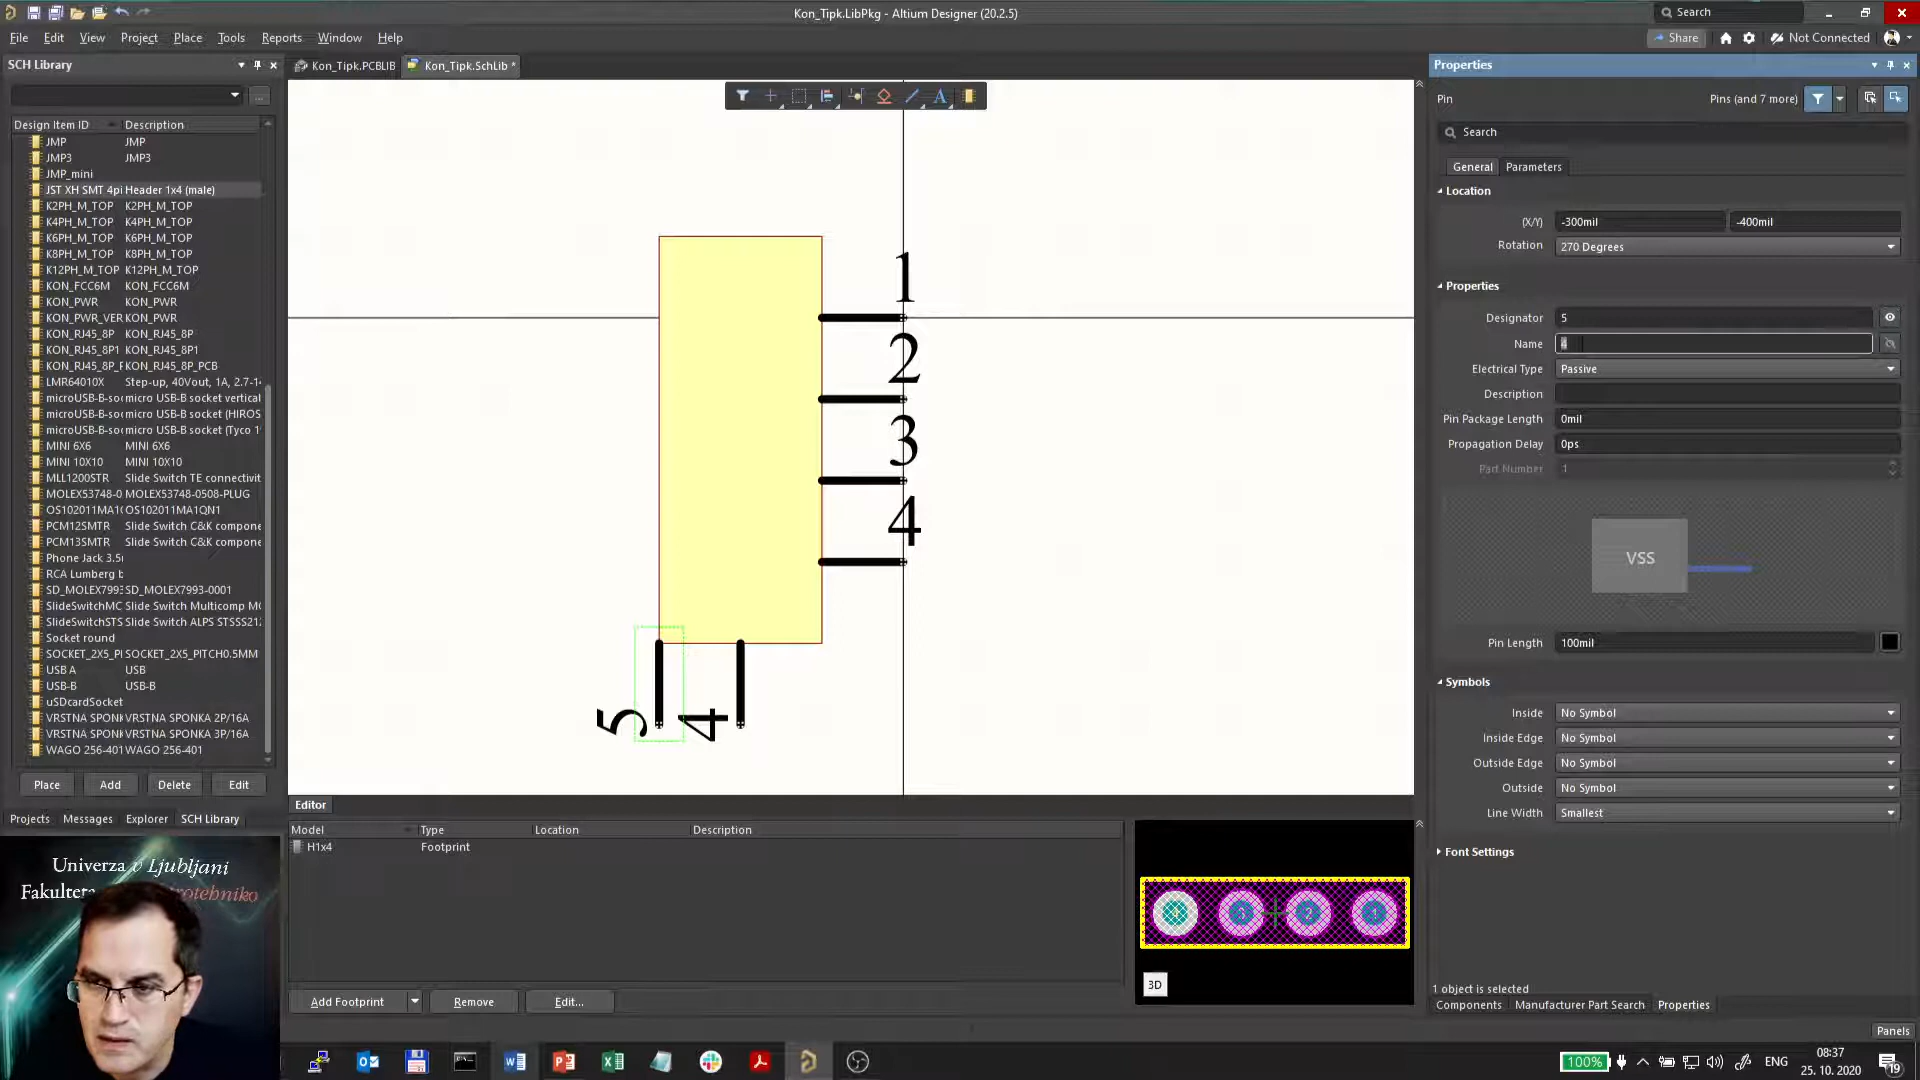 Kon_Tipk.LibPkg - Altium Designer (20.2.5)
Search
File Edit View Project Place Tools Reports Window Help
Share Not Connected
SCH Library
Kon_Tipk.PCBLIB Kon_Tipk.SchLib *
...
Design Item ID Description
JMP JMP
JMP3 JMP3
JMP_mini
JST XH SMT 4pi Header 1x4 (male)
K2PH_M_TOP K2PH_M_TOP
K4PH_M_TOP K4PH_M_TOP
K6PH_M_TOP K6PH_M_TOP
K8PH_M_TOP K8PH_M_TOP
K12PH_M_TOP K12PH_M_TOP
KON_FCC6M KON_FCC6M
KON_PWR KON_PWR
KON_PWR_VER KON_PWR
KON_RJ45_8P KON_RJ45_8P
KON_RJ45_8P1 KON_RJ45_8P1
KON_RJ45_8P_F KON_RJ45_8P_PCB
LMR64010X Step-up, 40Vout, 1A, 2.7-14
microUSB-B-so micro USB-B socket vertical
microUSB-B-so micro USB-B socket (HIROS
microUSB-B-so micro USB-B socket (Tyco 1
MINI 6X6 MINI 6X6
MINI 10X10 MINI 10X10
MLL1200STR Slide Switch TE connectivit
MOLEX53748-0 MOLEX53748-0508-PLUG
OS102011MA1 OS102011MA1QN1
PCM12SMTR Slide Switch C&K compone
PCM13SMTR Slide Switch C&K compone
Phone Jack 3.5
RCA Lumberg b
SD_MOLEX7993 SD_MOLEX7993-0001
SlideSwitchMC Slide Switch Multicomp M
SlideSwitchSTS Slide Switch ALPS STSSS21
Socket round
SOCKET_2X5_PI SOCKET_2X5_PITCH0.5MM
USB A USB
USB-B USB-B
uSDcardSocket
VRSTNA SPONK VRSTNA SPONKA 2P/16A
VRSTNA SPONK VRSTNA SPONKA 3P/16A
WAGO 256-401 WAGO 256-401
Place Add Delete Edit
Projects Messages Explorer SCH Library
1
2
3
4
5 4
Editor
Model Type Location Description
H1x4 Footprint
Add Footprint Remove Edit...
4 3 2 1
3D
Properties
Pin Pins (and 7 more)
Search
General Parameters
Location
(X/Y) -300mil -400mil
Rotation 270 Degrees
Properties
Designator 5
Name 4
Electrical Type Passive
Description
Pin Package Length 0mil
Propagation Delay 0ps
Part Number 1
VSS
Pin Length 100mil
Symbols
Inside No Symbol
Inside Edge No Symbol
Outside Edge No Symbol
Outside No Symbol
Line Width Smallest
Font Settings
1 object is selected
Components Manufacturer Part Search Properties
Panels
Univerza v Ljubljani
Fakulteta
100% ENG 08:37
25. 10. 2020 19